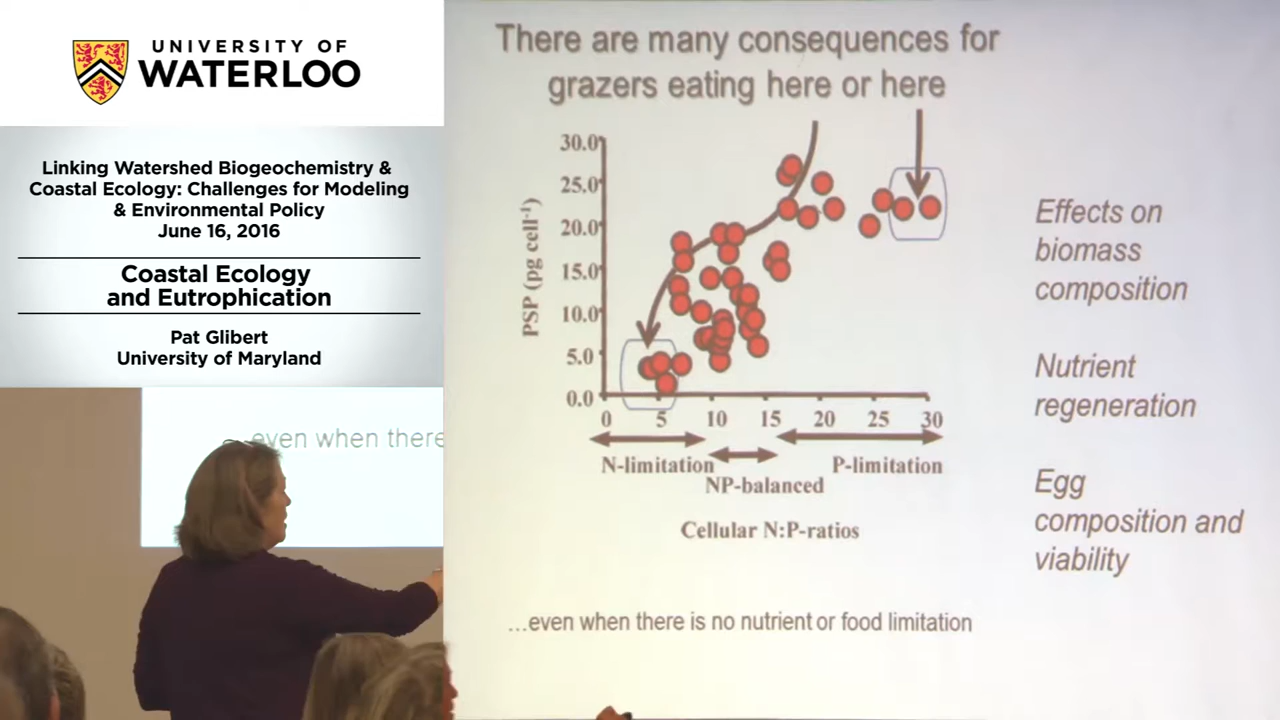 UNIVERSITY OF
WATERLOO
Linking Watershed Biogeochemistry &
Coastal Ecology: Challenges for Modeling
& Environmental Policy
June 16, 2016
Coastal Ecology
and Eutrophication
Pat Glibert
University of Maryland
even when there
There are many consequences for
grazers eating here or here
PSP (pg cell⁻¹)
30.0
25.0
20.0
15.0
10.0
5.0
0.0
0 5 10 15 20 25 30
N-limitation P-limitation
NP-balanced
Cellular N:P-ratios
Effects on
biomass
composition
Nutrient
regeneration
Egg
composition and
viability
...even when there is no nutrient or food limitation